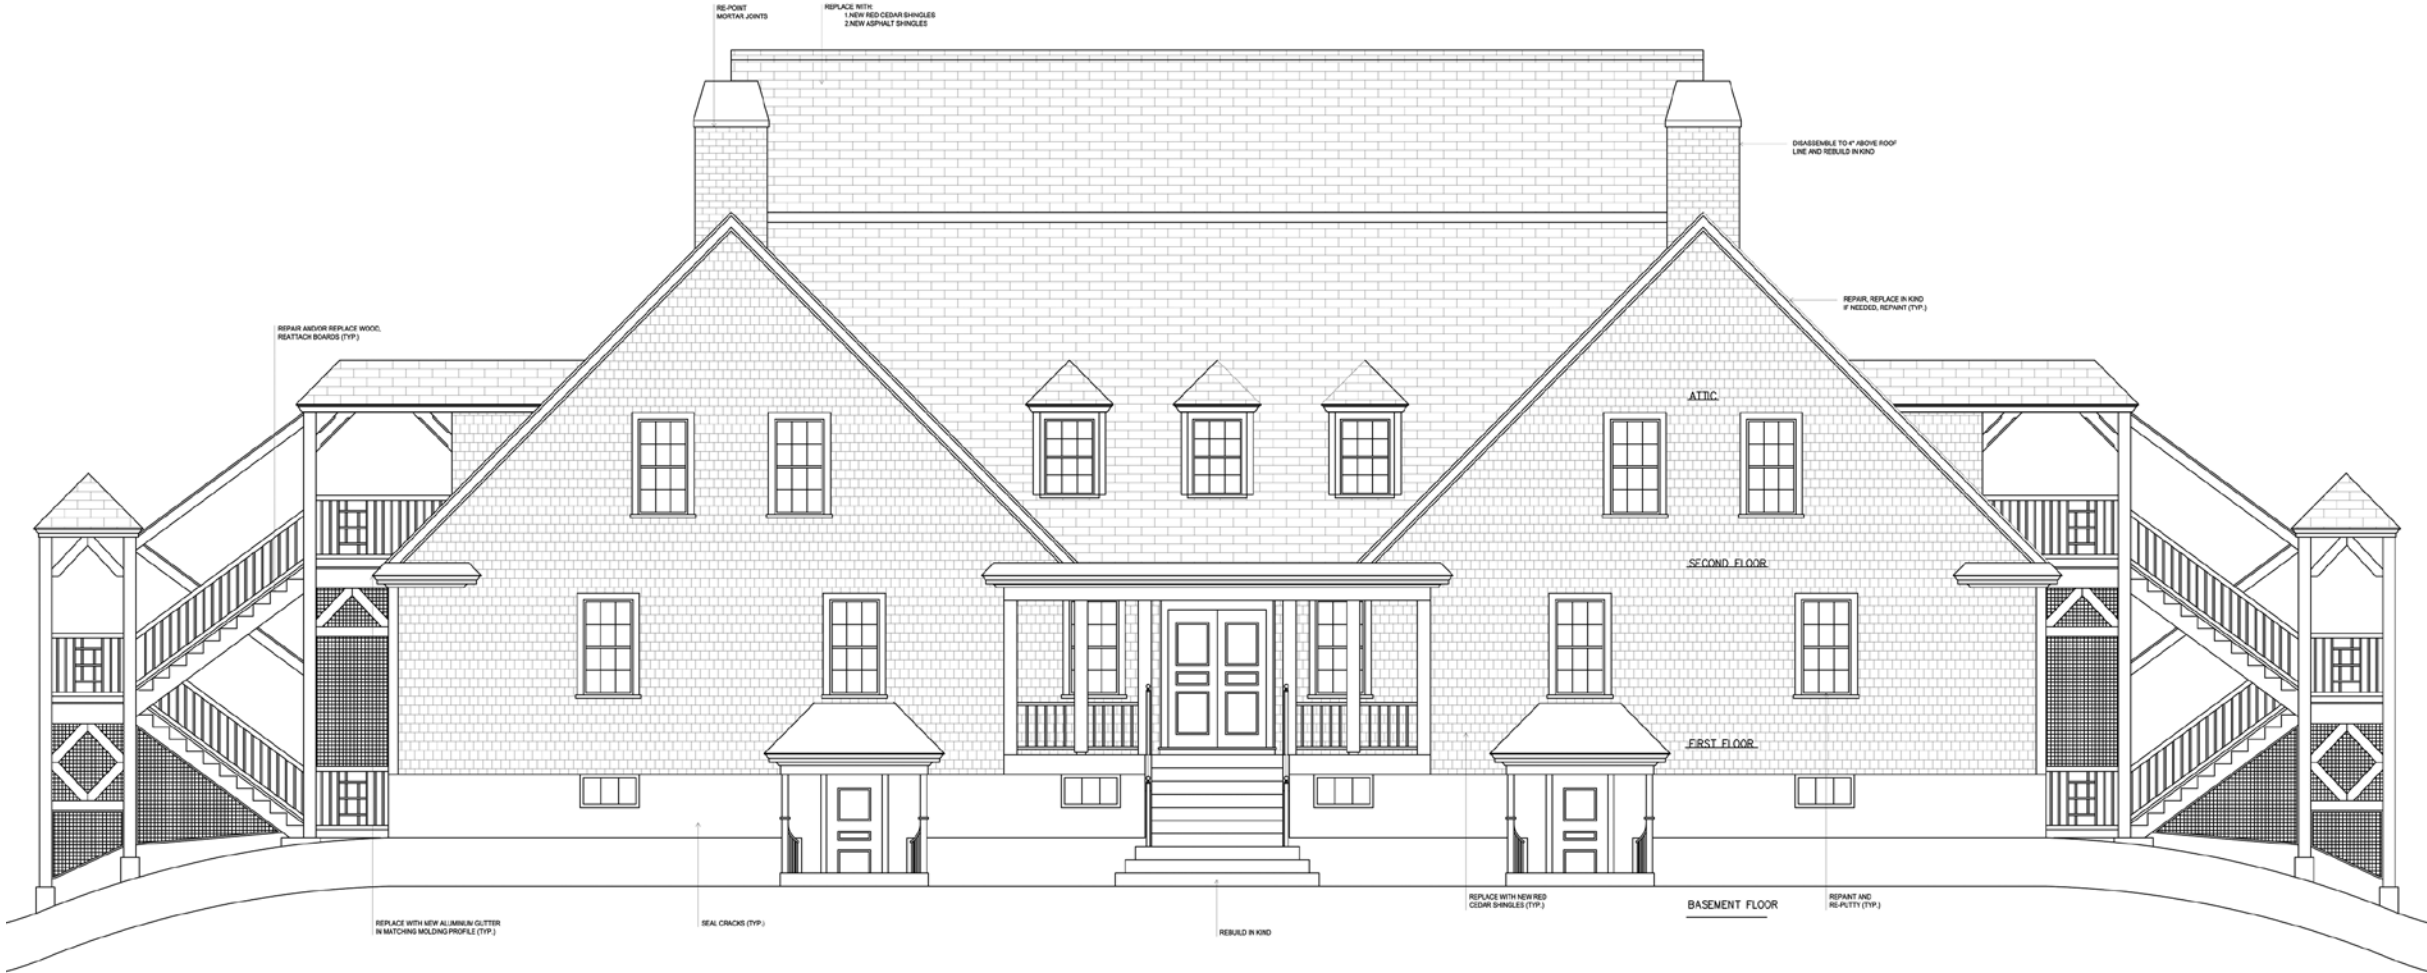 RE-POINT
MORTAR JOINTS
REPLACE WITH:
1.NEW RED CEDAR SHINGLES
2.NEW ASPHALT SHINGLES
DISASSEMBLE TO 4" ABOVE ROOF
LINE AND REBUILD IN KIND
REPAIR, REPLACE IN KIND
IF NEEDED, REPAINT (TYP.)
REPAIR AND/OR REPLACE WOOD,
REATTACH BOARDS (TYP.)
ATTIC
SECOND FLOOR
FIRST FLOOR
REPLACE WITH NEW ALUMINUM GUTTER
IN MATCHING MOLDING PROFILE (TYP.)
SEAL CRACKS (TYP.)
REBUILD IN KIND
REPLACE WITH NEW RED
CEDAR SHINGLES (TYP.)
BASEMENT FLOOR
REPAINT AND
RE-PUTTY (TYP.)